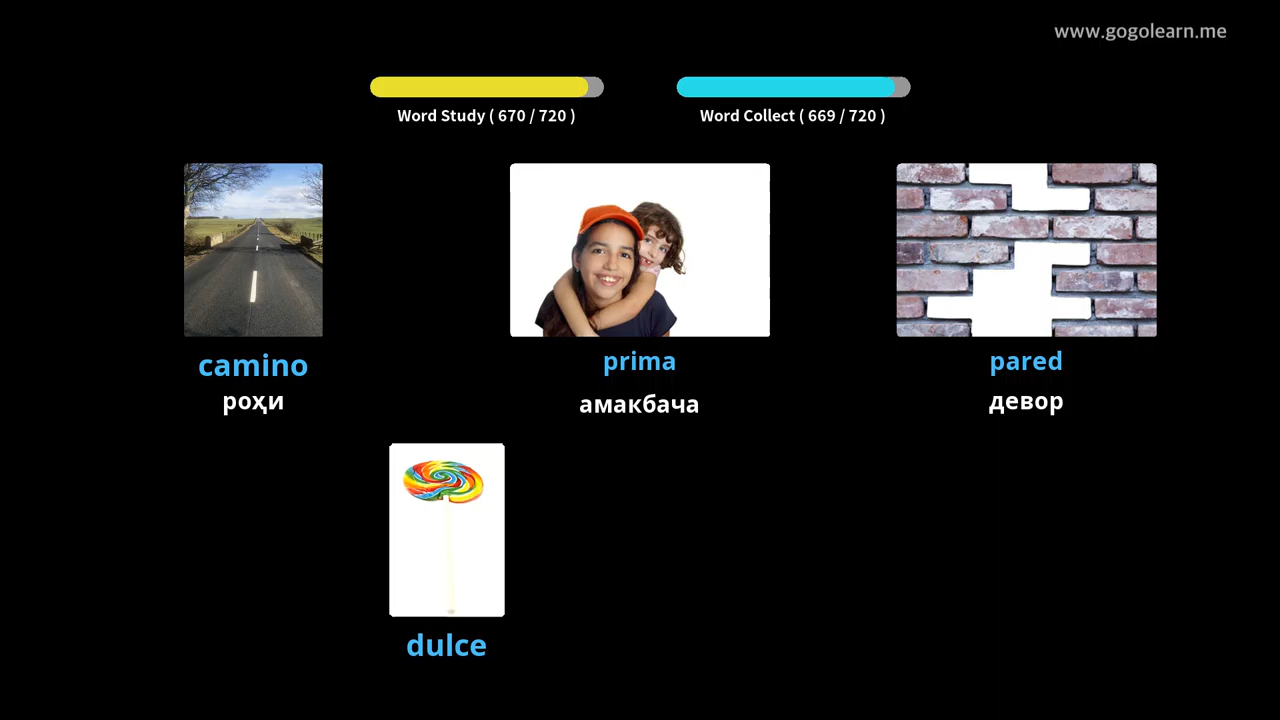 www.gogolearn.me
Word Study ( 670 / 720 )
Word Collect ( 669 / 720 )
camino
роҳи
prima
амакбача
pared
девор
dulce